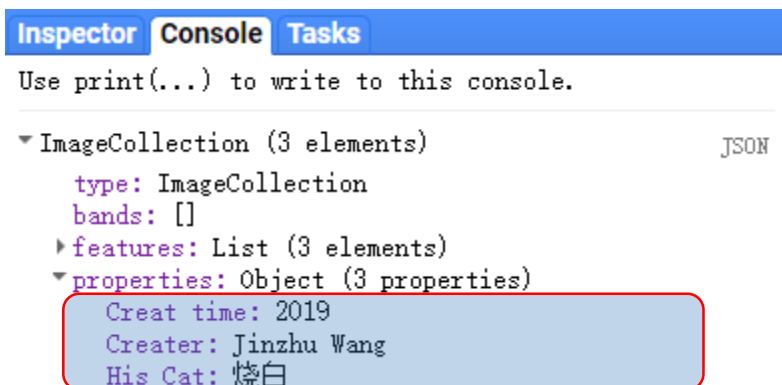 Inspector Console Tasks
Use print(...) to write to this console.
ImageCollection (3 elements) JSON
type: ImageCollection
bands: []
features: List (3 elements)
properties: Object (3 properties)
Creat time: 2019
Creater: Jinzhu Wang
His Cat: 烧白